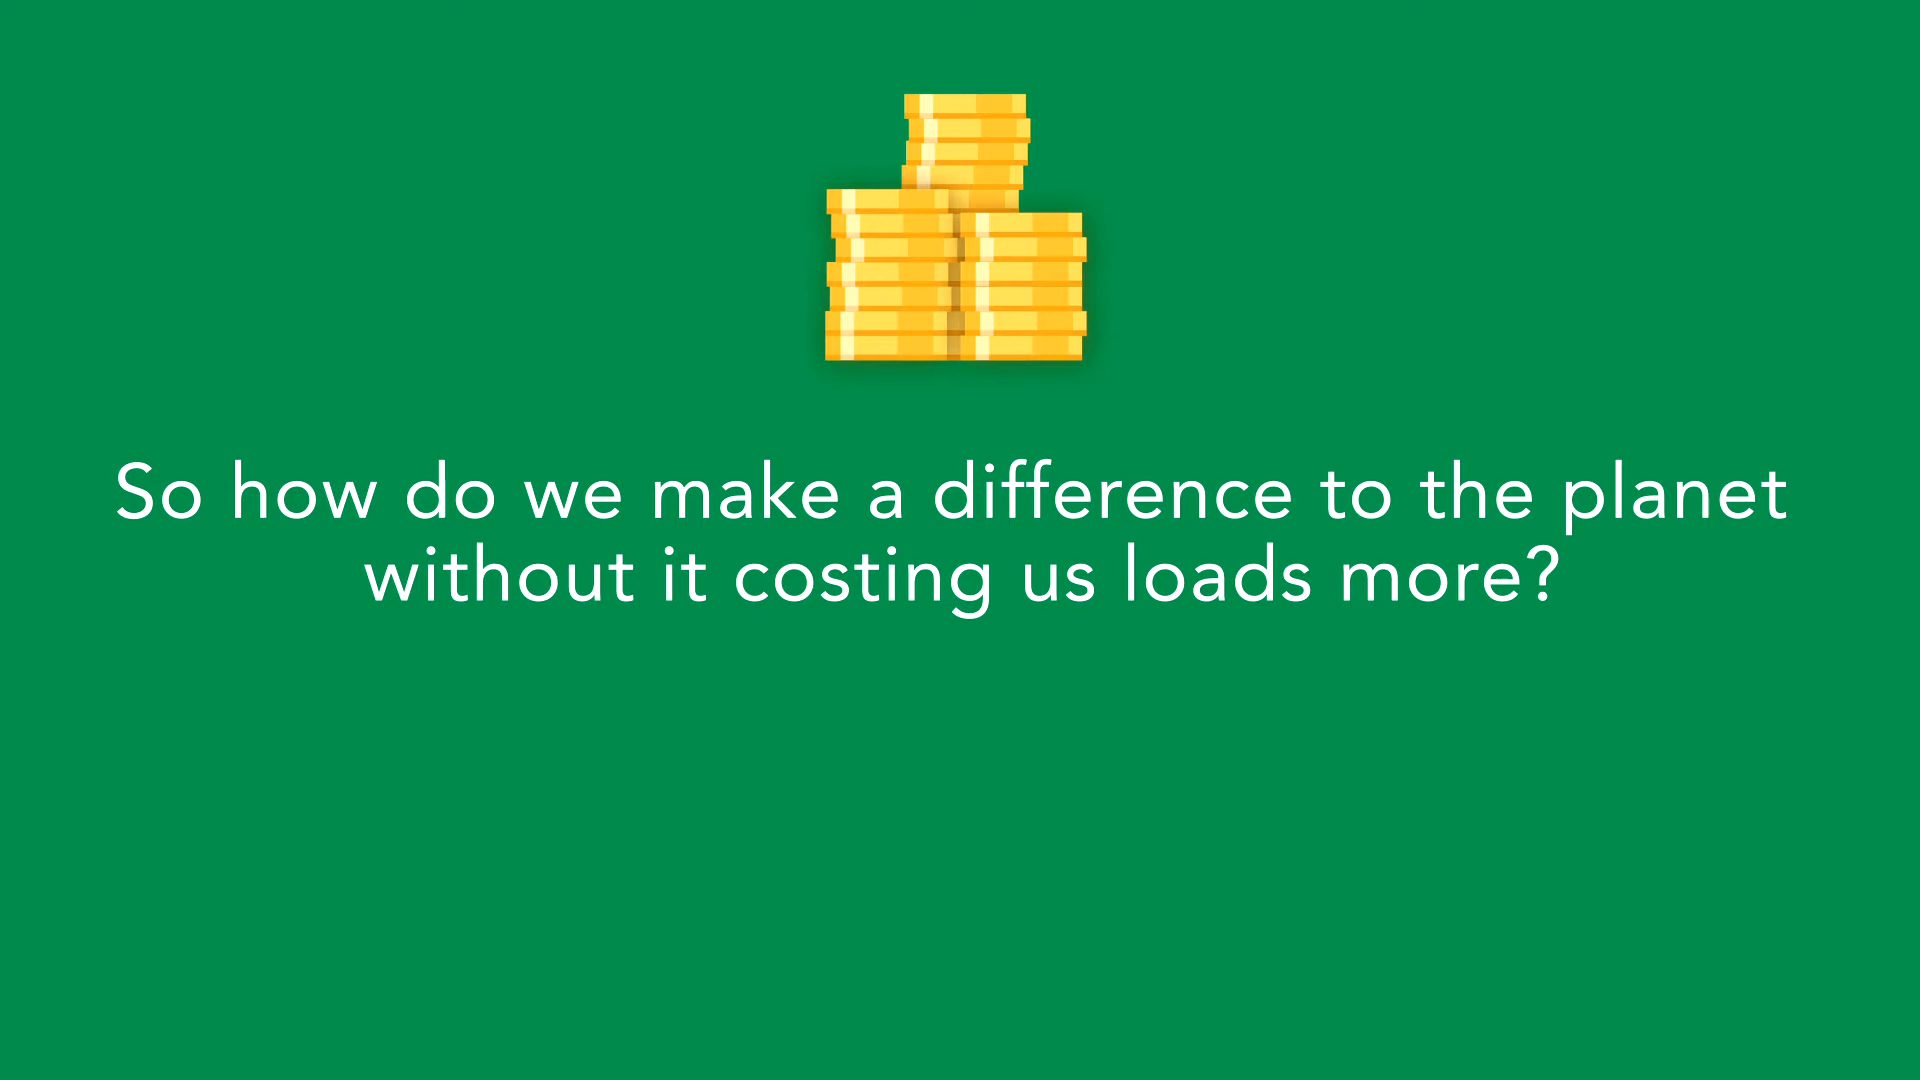 So how do we make a difference to the planet
without it costing us loads more?